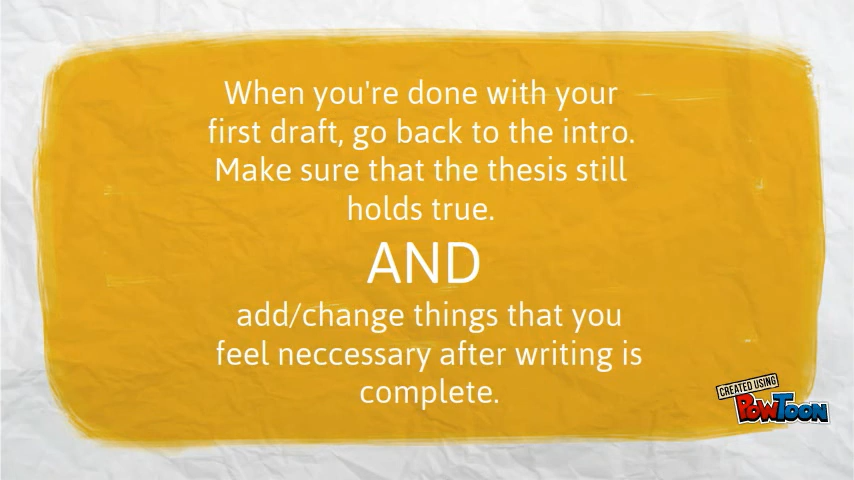 When you're done with your
first draft, go back to the intro.
Make sure that the thesis still
holds true.
AND
add/change things that you
feel neccessary after writing is
complete.
CREATED USING
POWTOON